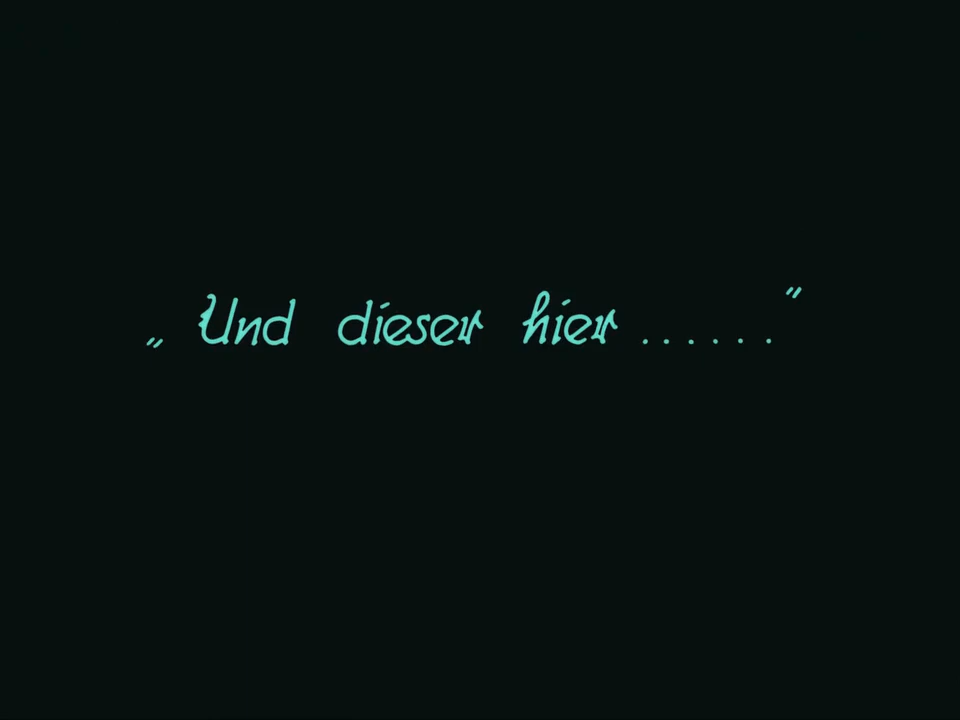 „Und dieser hier ......"